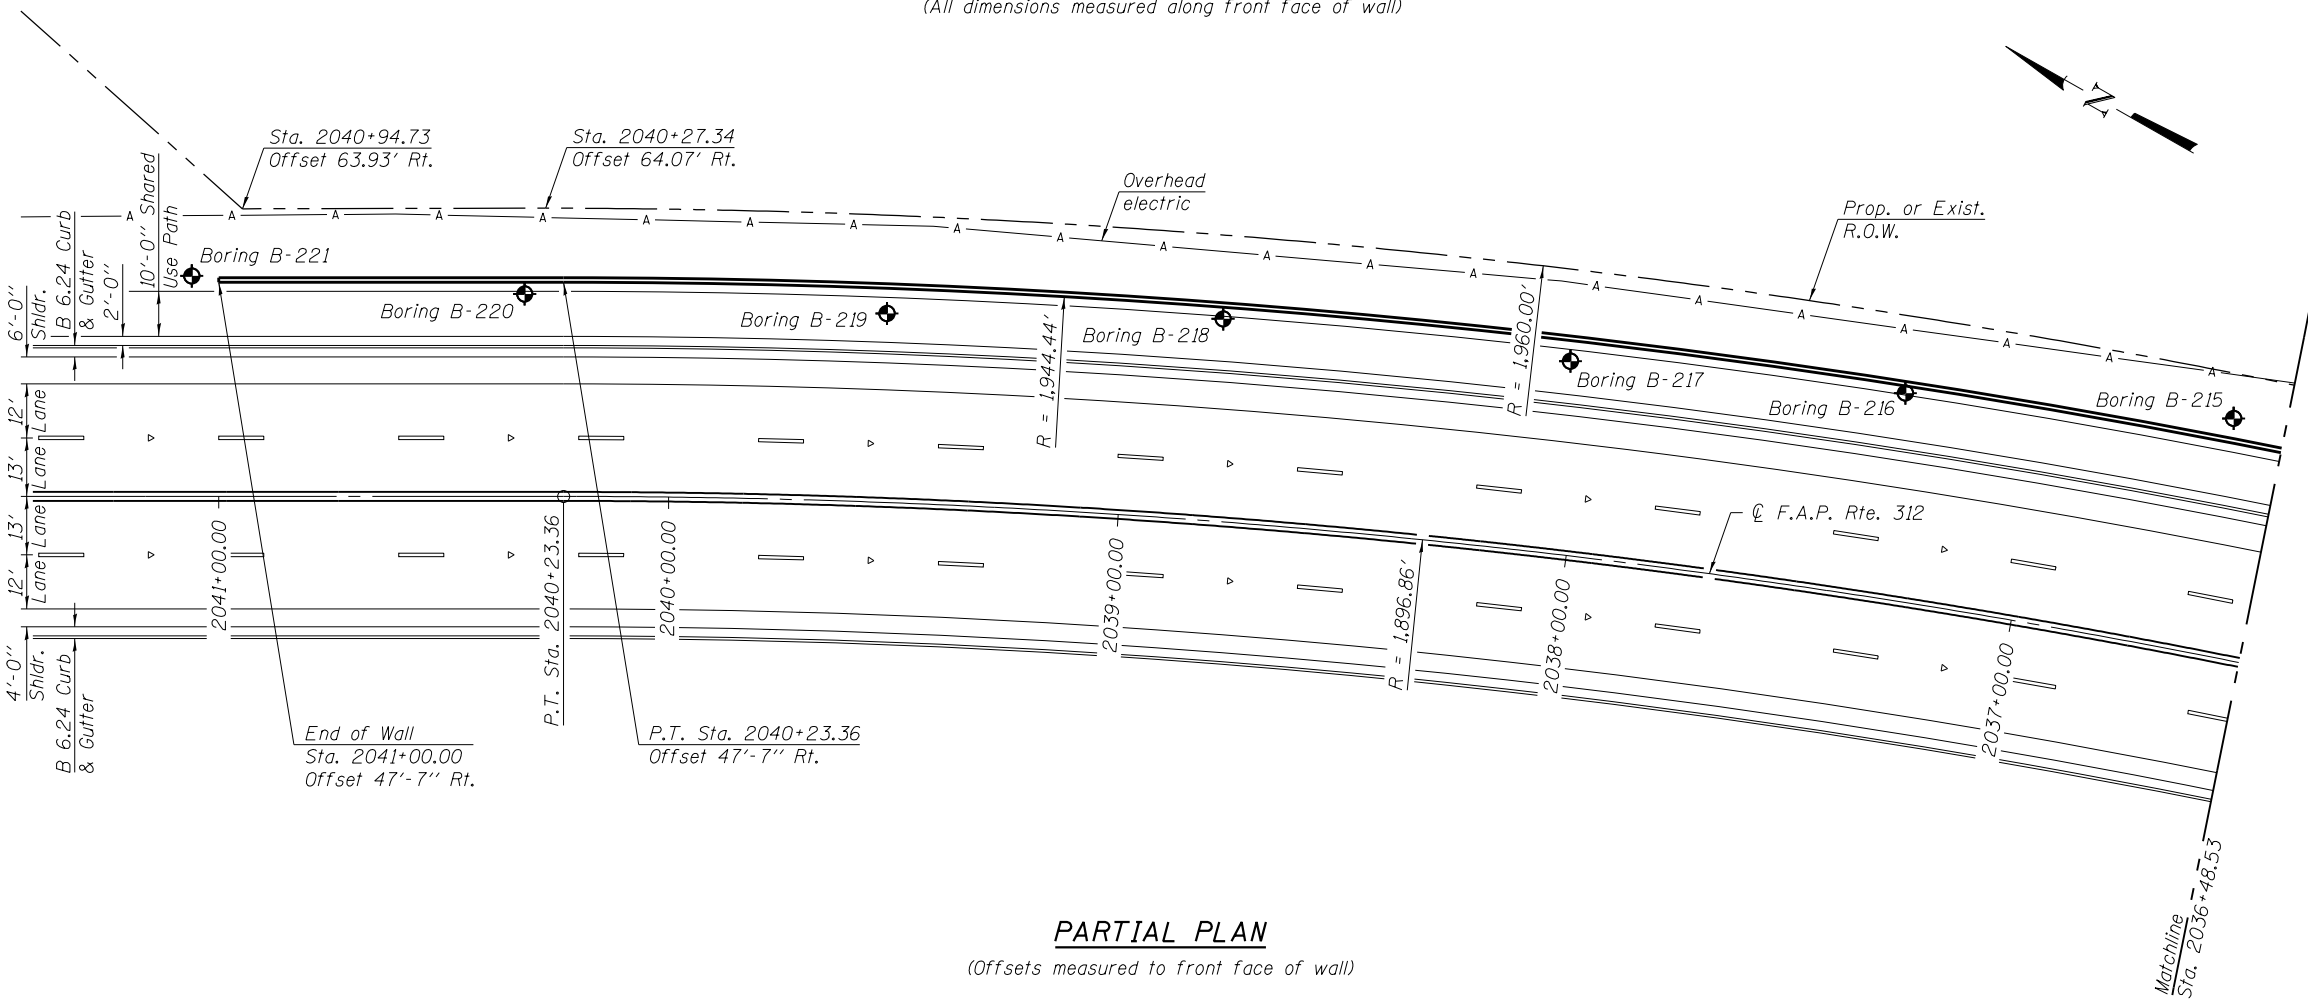 (All dimensions measured along front face of wall)
N
Sta. 2040+94.73
Offset 63.93' Rt.
Sta. 2040+27.34
Offset 64.07' Rt.
Overhead
electric
Prop. or Exist.
R.O.W.
6'-0"
Shldr.
B 6.24 Curb
& Gutter
2'-0"
10'-0" Shared
Use Path
A A A A A A A A A A A A A A A A A A A A A
Boring B-221
Boring B-220
Boring B-219
Boring B-218
Boring B-217
Boring B-216
Boring B-215
R = 1,944.44'
R = 1,960.00'
12'
Lane
13'
Lane
13'
Lane
12'
Lane
4'-0"
Shldr.
B 6.24 Curb
& Gutter
2041+00.00
P.T. Sta. 2040+23.36
2040+00.00
2039+00.00
R = 1,896.86'
2038+00.00
2037+00.00
℄ F.A.P. Rte. 312
End of Wall
Sta. 2041+00.00
Offset 47'-7" Rt.
P.T. Sta. 2040+23.36
Offset 47'-7" Rt.
Matchline
Sta. 2036+48.53
PARTIAL PLAN
(Offsets measured to front face of wall)